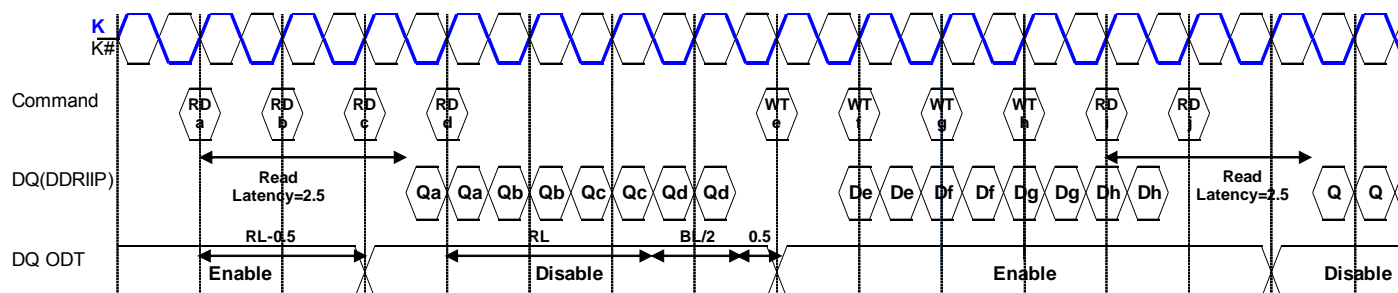 K
K#
Command
RD a RD b RD c RD d WT e WT f WT g WT h RD i RD j
DQ(DDRIIP)
Qa Qa Qb Qb Qc Qc Qd Qd De De Df Df Dg Dg Dh Dh Q Q
Read
Latency=2.5
Read
Latency=2.5
RL-0.5 RL BL/2 0.5
DQ ODT
Enable Disable Enable Disable